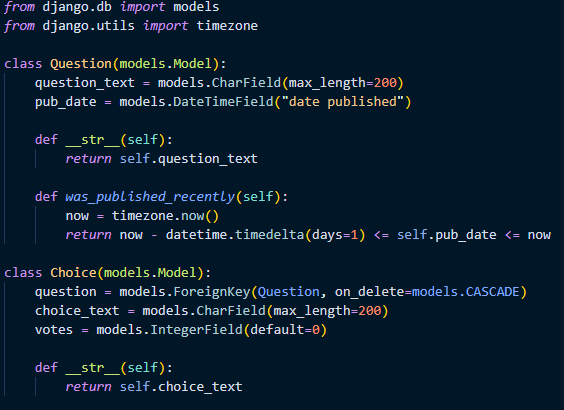 from django.db import models
from django.utils import timezone

class Question(models.Model):
    question_text = models.CharField(max_length=200)
    pub_date = models.DateTimeField("date published")

    def __str__(self):
        return self.question_text

    def was_published_recently(self):
        now = timezone.now()
        return now - datetime.timedelta(days=1) <= self.pub_date <= now

class Choice(models.Model):
    question = models.ForeignKey(Question, on_delete=models.CASCADE)
    choice_text = models.CharField(max_length=200)
    votes = models.IntegerField(default=0)

    def __str__(self):
        return self.choice_text